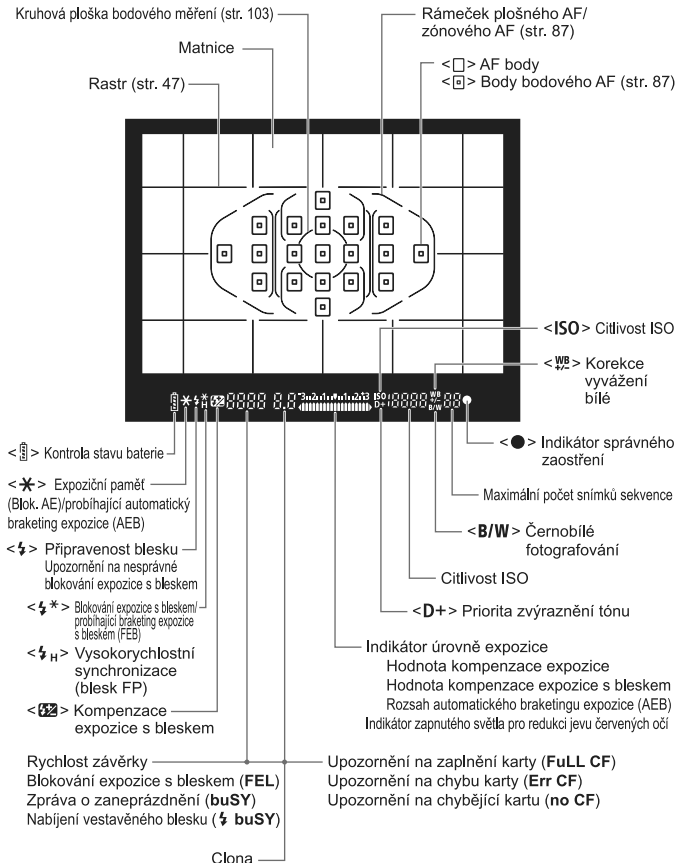 Kruhová ploška bodového měření (str. 103)
Rámeček plošného AF/
zónového AF (str. 87)
Matnice
<□> AF body
<▫> Body bodového AF (str. 87)
Rastr (str. 47)
<ISO> Citlivost ISO
<WB +/-> Korekce
vyvážení
bílé
<●> Indikátor správného
zaostření
< > Kontrola stavu baterie
<✱> Expoziční paměť
(Blok. AE)/probíhající automatický
braketing expozice (AEB)
Maximální počet snímků sekvence
<B/W> Černobílé
fotografování
<⚡> Připravenost blesku
Upozornění na nesprávné
blokování expozice s bleskem
Citlivost ISO
<⚡*> Blokování expozice s bleskem/
probíhající braketing expozice
s bleskem (FEB)
<D+> Priorita zvýraznění tónu
<⚡H> Vysokorychlostní
synchronizace
(blesk FP)
Indikátor úrovně expozice
Hodnota kompenzace expozice
Hodnota kompenzace expozice s bleskem
Rozsah automatického braketingu expozice (AEB)
Indikátor zapnutého světla pro redukci jevu červených očí
< > Kompenzace
expozice s bleskem
Rychlost závěrky
Blokování expozice s bleskem (FEL)
Zpráva o zaneprázdnění (buSY)
Nabíjení vestavěného blesku (⚡ buSY)
Upozornění na zaplnění karty (FuLL CF)
Upozornění na chybu karty (Err CF)
Upozornění na chybějící kartu (no CF)
Clona